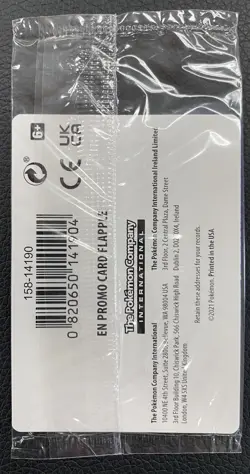 6+
UK
CA
CE
158-14190
0 820650 141904
EN PROMO CARD FLAPPLE
The Pokémon Company
INTERNATIONAL
The Pokémon Company International
10400 NE 4th Street, Suite 2800, Bellevue, WA 98004 USA
3rd Floor Building 10, Chiswick Park, 566 Chiswick High Road
London, W4 5XS United Kingdom
The Pokémon Company International Ireland Limited
3rd Floor, 2 Central Plaza, Dame Street
Dublin 2, D02 T0X4, Ireland
Retain these addresses for your records.
©2021 Pokémon. Printed in the USA